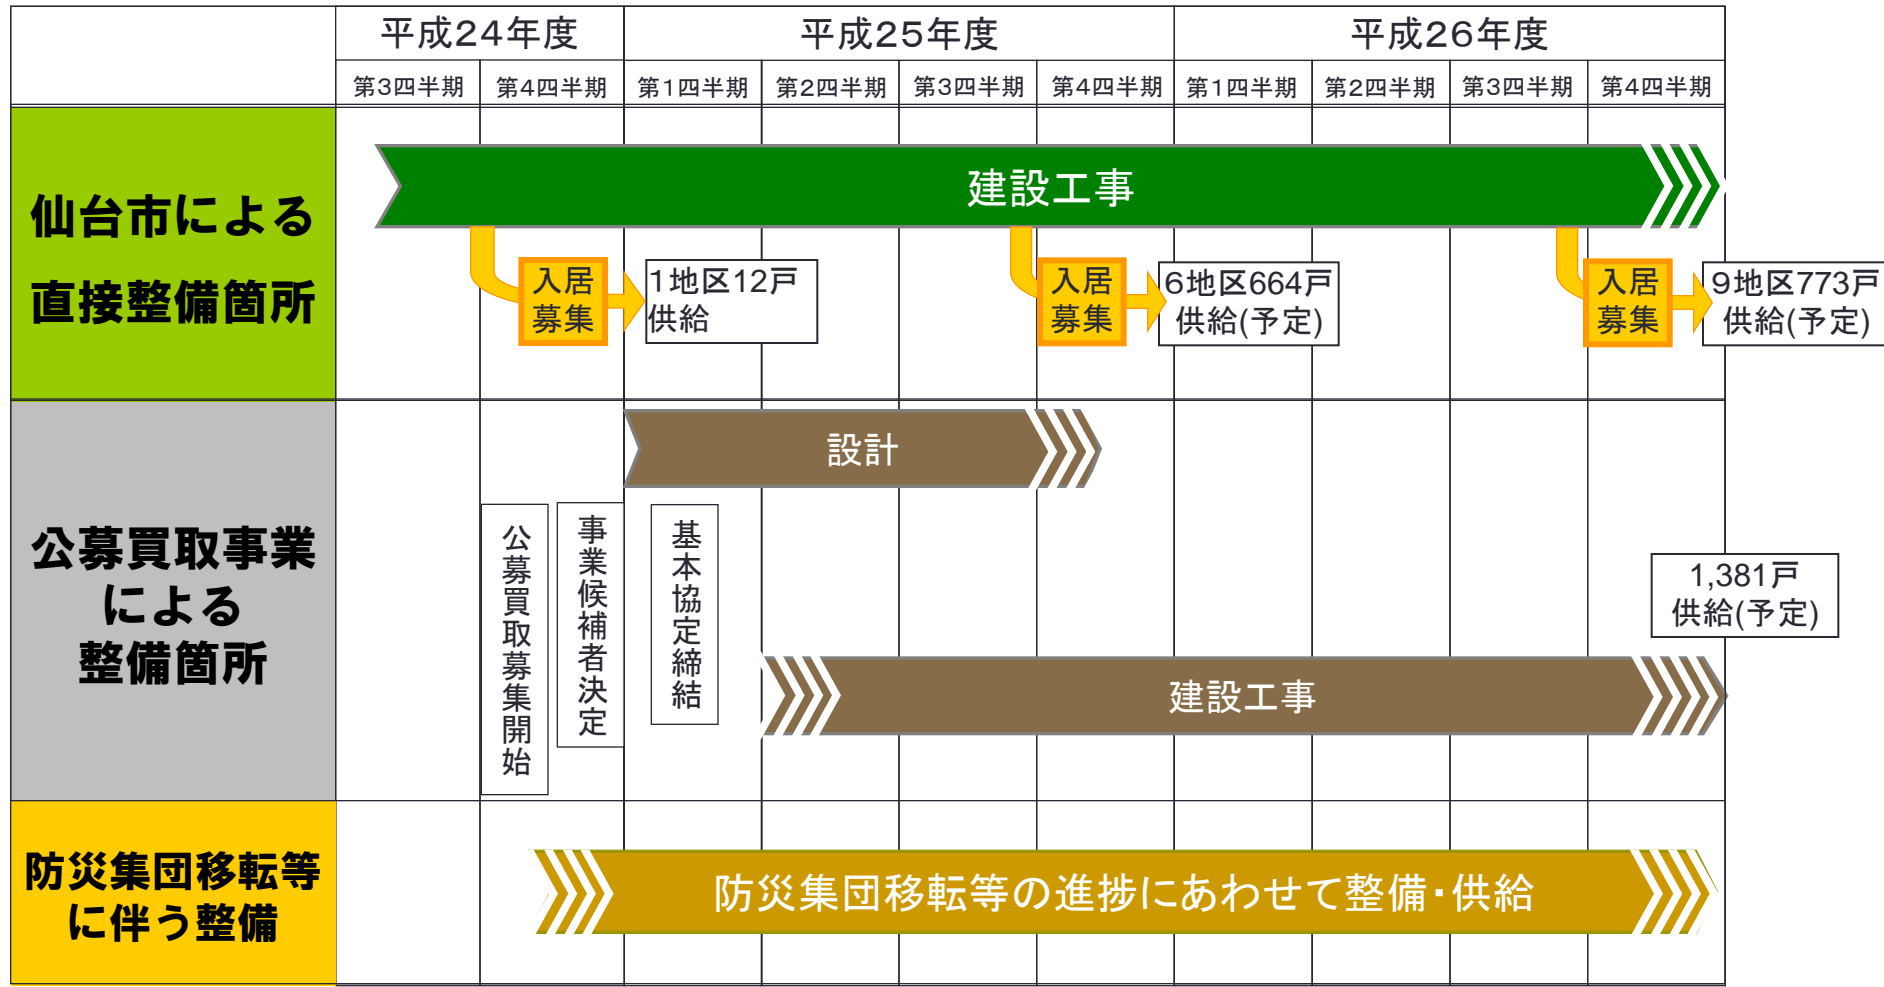 平成24年度
平成25年度
平成26年度
第3四半期
第4四半期
第1四半期
第2四半期
第3四半期
第4四半期
第1四半期
第2四半期
第3四半期
第4四半期
仙台市による
直接整備箇所
建設工事
入居
募集
1地区12戸
供給
入居
募集
6地区664戸
供給(予定)
入居
募集
9地区773戸
供給(予定)
公募買取事業
による
整備箇所
設計
公募買取募集開始
事業候補者決定
基本協定締結
1,381戸
供給(予定)
建設工事
防災集団移転等
に伴う整備
防災集団移転等の進捗にあわせて整備・供給